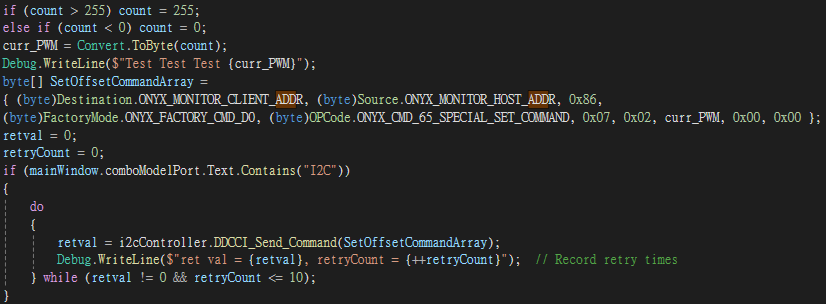 if (count > 255) count = 255;
else if (count < 0) count = 0;
curr_PWM = Convert.ToByte(count);
Debug.WriteLine($"Test Test Test {curr_PWM}");
byte[] SetOffsetCommandArray =
{ (byte)Destination.ONYX_MONITOR_CLIENT_ADDR, (byte)Source.ONYX_MONITOR_HOST_ADDR, 0x86,
(byte)FactoryMode.ONYX_FACTORY_CMD_DO, (byte)OPCode.ONYX_CMD_65_SPECIAL_SET_COMMAND, 0x07, 0x02, curr_PWM, 0x00, 0x00 };
retval = 0;
retryCount = 0;
if (mainWindow.comboModelPort.Text.Contains("I2C"))
{
do
{
retval = i2cController.DDCCI_Send_Command(SetOffsetCommandArray);
Debug.WriteLine($"ret val = {retval}, retryCount = {++retryCount}"); // Record retry times
} while (retval != 0 && retryCount <= 10);
}